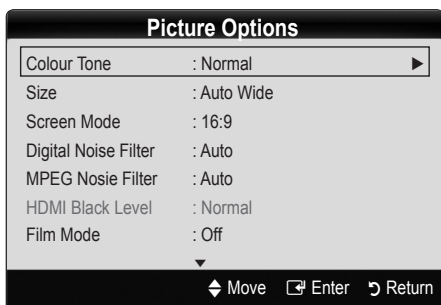 Picture Options
Colour Tone : Normal
Size : Auto Wide
Screen Mode : 16:9
Digital Noise Filter : Auto
MPEG Nosie Filter : Auto
HDMI Black Level : Normal
Film Mode : Off
Move Enter Return